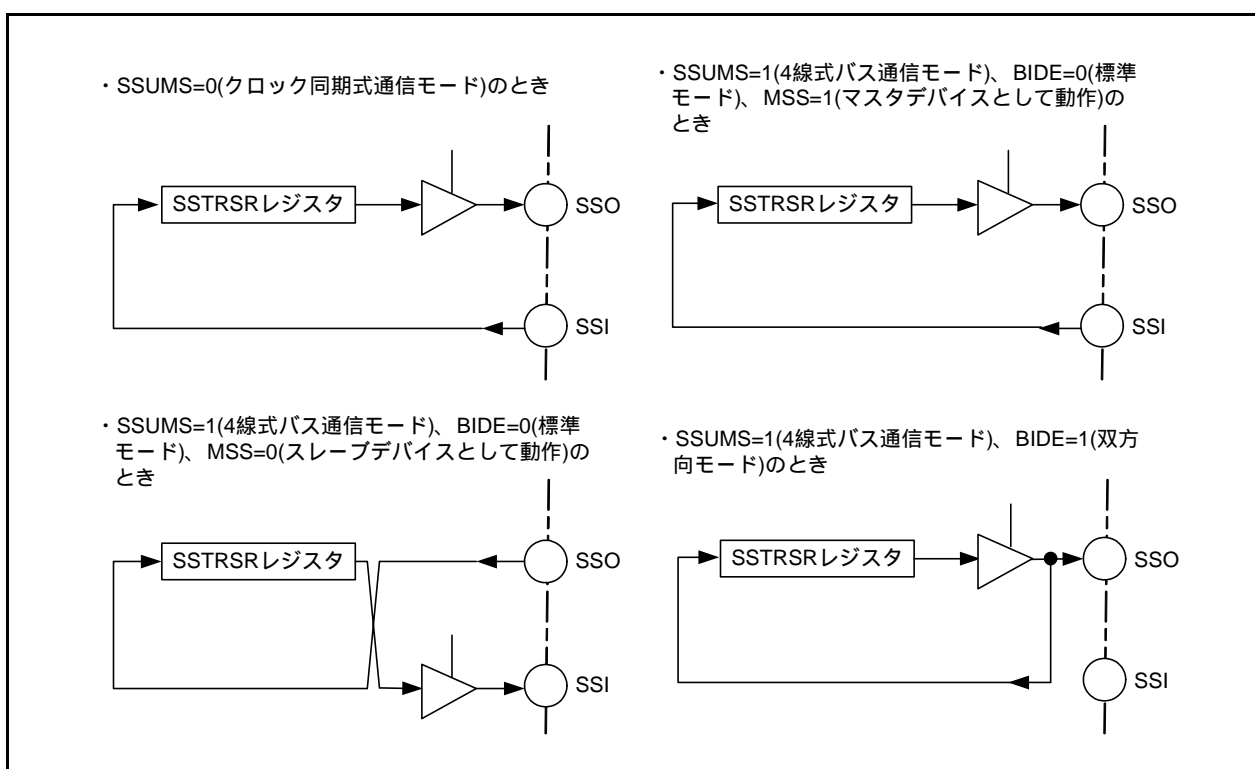 ・SSUMS=0(クロック同期式通信モード)のとき
SSTRSRレジスタ
SSO
SSI
・SSUMS=1(4線式バス通信モード)、BIDE=0(標準
モード)、MSS=1(マスタデバイスとして動作)の
とき
SSTRSRレジスタ
SSO
SSI
・SSUMS=1(4線式バス通信モード)、BIDE=0(標準
モード)、MSS=0(スレーブデバイスとして動作)の
とき
SSTRSRレジスタ
SSO
SSI
・SSUMS=1(4線式バス通信モード)、BIDE=1(双方
向モード)のとき
SSTRSRレジスタ
SSO
SSI